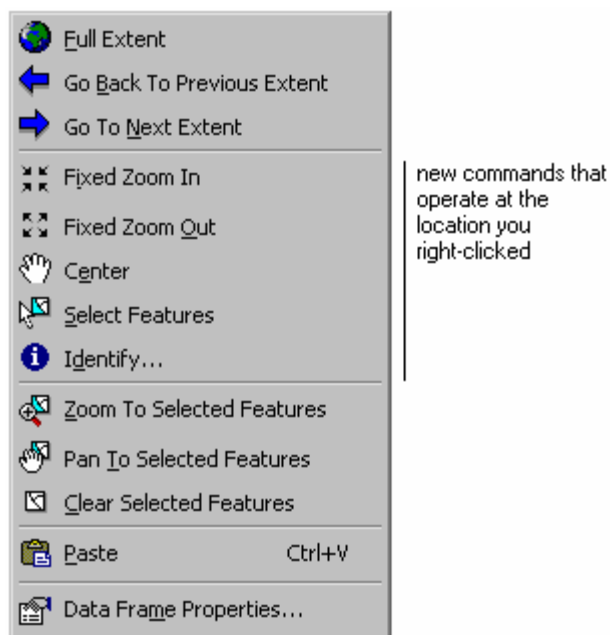 Full Extent
Go Back To Previous Extent
Go To Next Extent
Fixed Zoom In
Fixed Zoom Out
Center
Select Features
Identify...
Zoom To Selected Features
Pan To Selected Features
Clear Selected Features
Paste Ctrl+V
Data Frame Properties...
new commands that
operate at the
location you
right-clicked